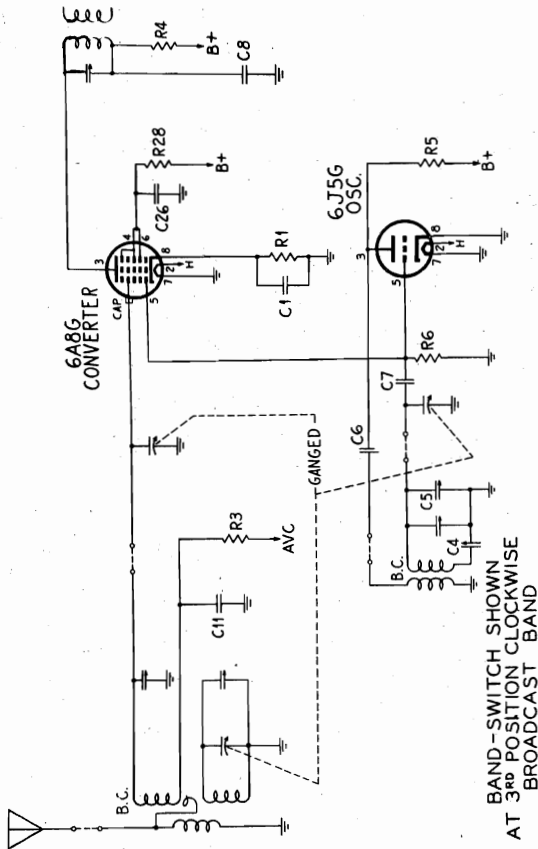 6A8G
CONVERTER
CAP
3
4
6
5
8
7
2
H
R4
B+
C8
R28
B+
C26
R1
C1
B.C.
C11
R3
AVC
GANGED
6J5G
OSC.
3
5
8
7
2
H
R5
B+
C6
C7
R6
B.C.
C5
C4
BAND-SWITCH SHOWN
AT 3RD POSITION CLOCKWISE
BROADCAST BAND